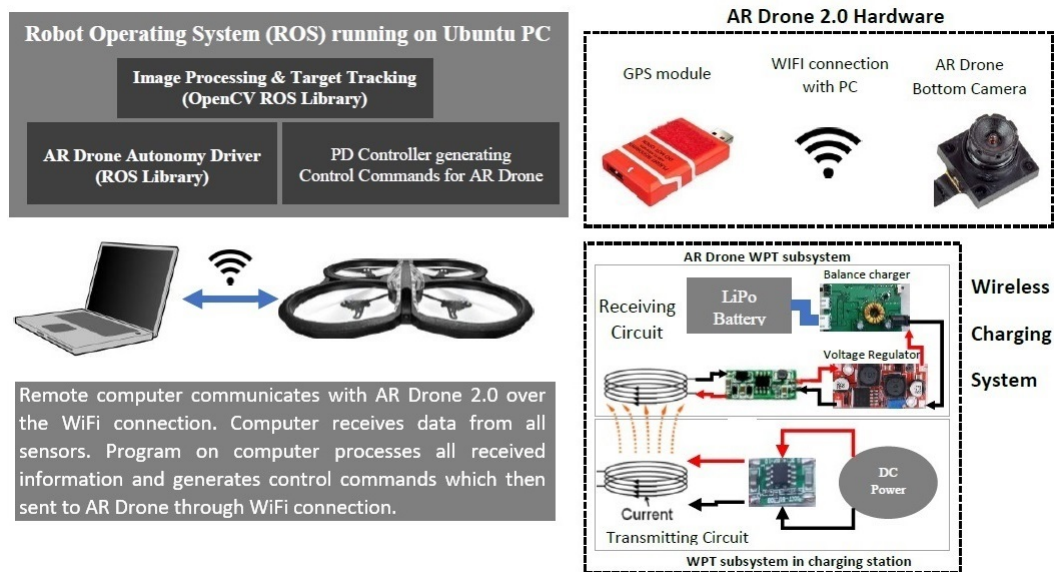 Robot Operating System (ROS) running on Ubuntu PC
Image Processing & Target Tracking
(OpenCV ROS Library)
AR Drone Autonomy Driver
(ROS Library)
PD Controller generating
Control Commands for AR Drone
Remote computer communicates with AR Drone 2.0 over
the WiFi connection. Computer receives data from all
sensors. Program on computer processes all received
information and generates control commands which then
sent to AR Drone through WiFi connection.
AR Drone 2.0 Hardware
GPS module
WIFI connection
with PC
AR Drone
Bottom Camera
AR Drone WPT subsystem
Balance charger
LiPo
Battery
Receiving
Circuit
Voltage Regulator
Wireless
Charging
System
DC
Power
Current
Transmitting Circuit
WPT subsystem in charging station